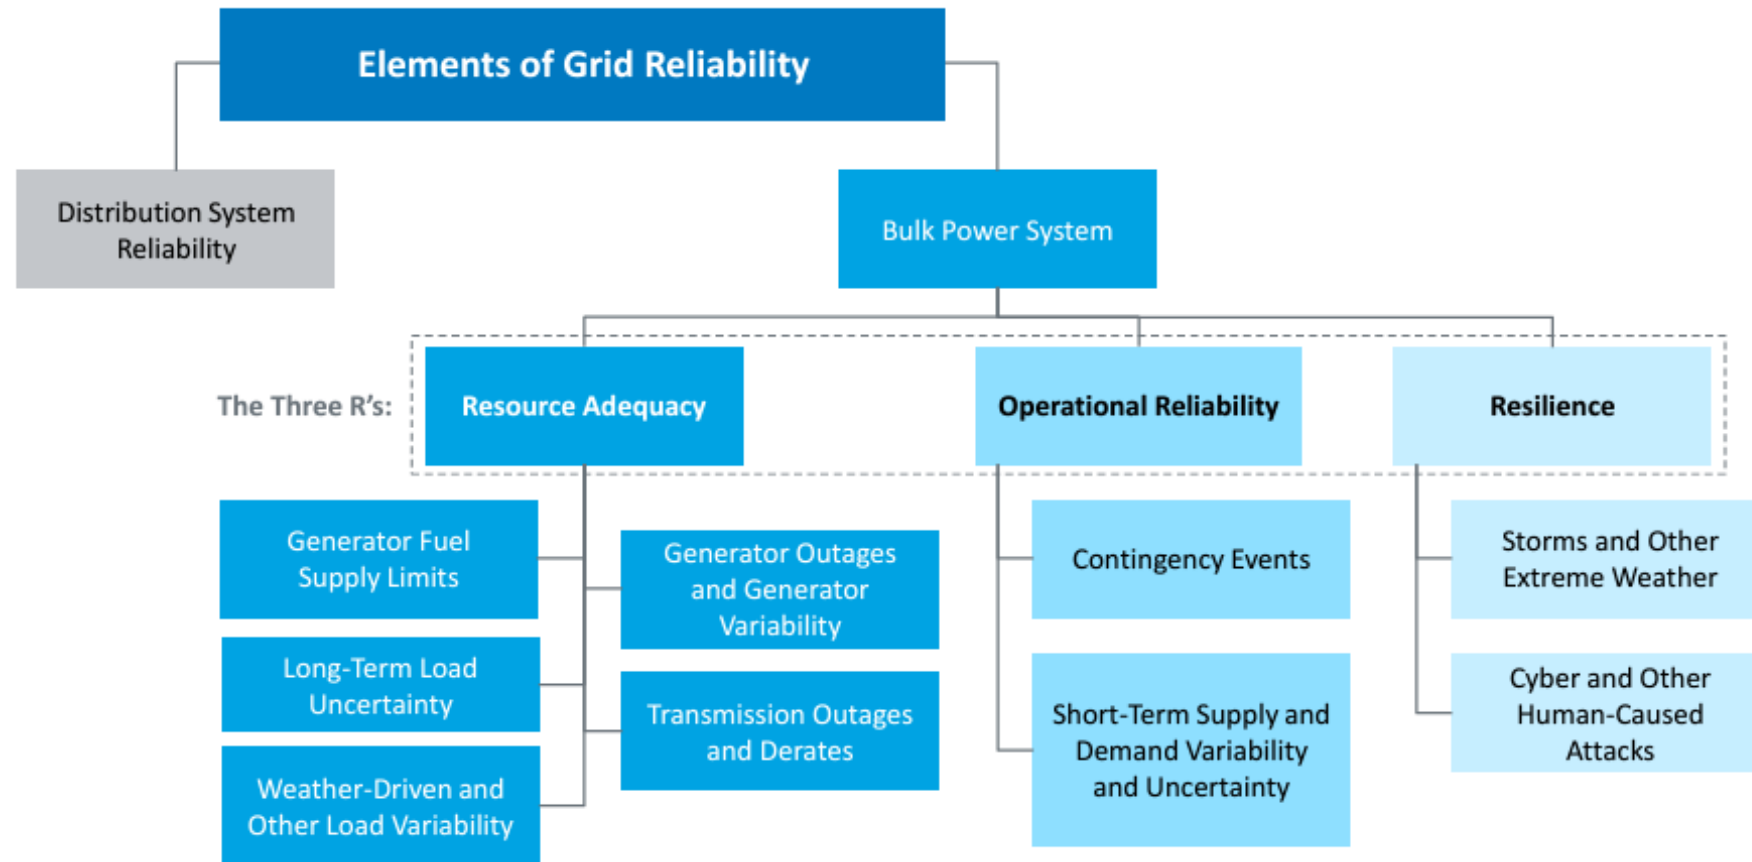 Elements of Grid Reliability
Distribution System
Reliability
Bulk Power System
The Three R's:
Resource Adequacy
Operational Reliability
Resilience
Generator Fuel
Supply Limits
Generator Outages
and Generator
Variability
Long-Term Load
Uncertainty
Transmission Outages
and Derates
Weather-Driven and
Other Load Variability
Contingency Events
Short-Term Supply and
Demand Variability
and Uncertainty
Storms and Other
Extreme Weather
Cyber and Other
Human-Caused
Attacks